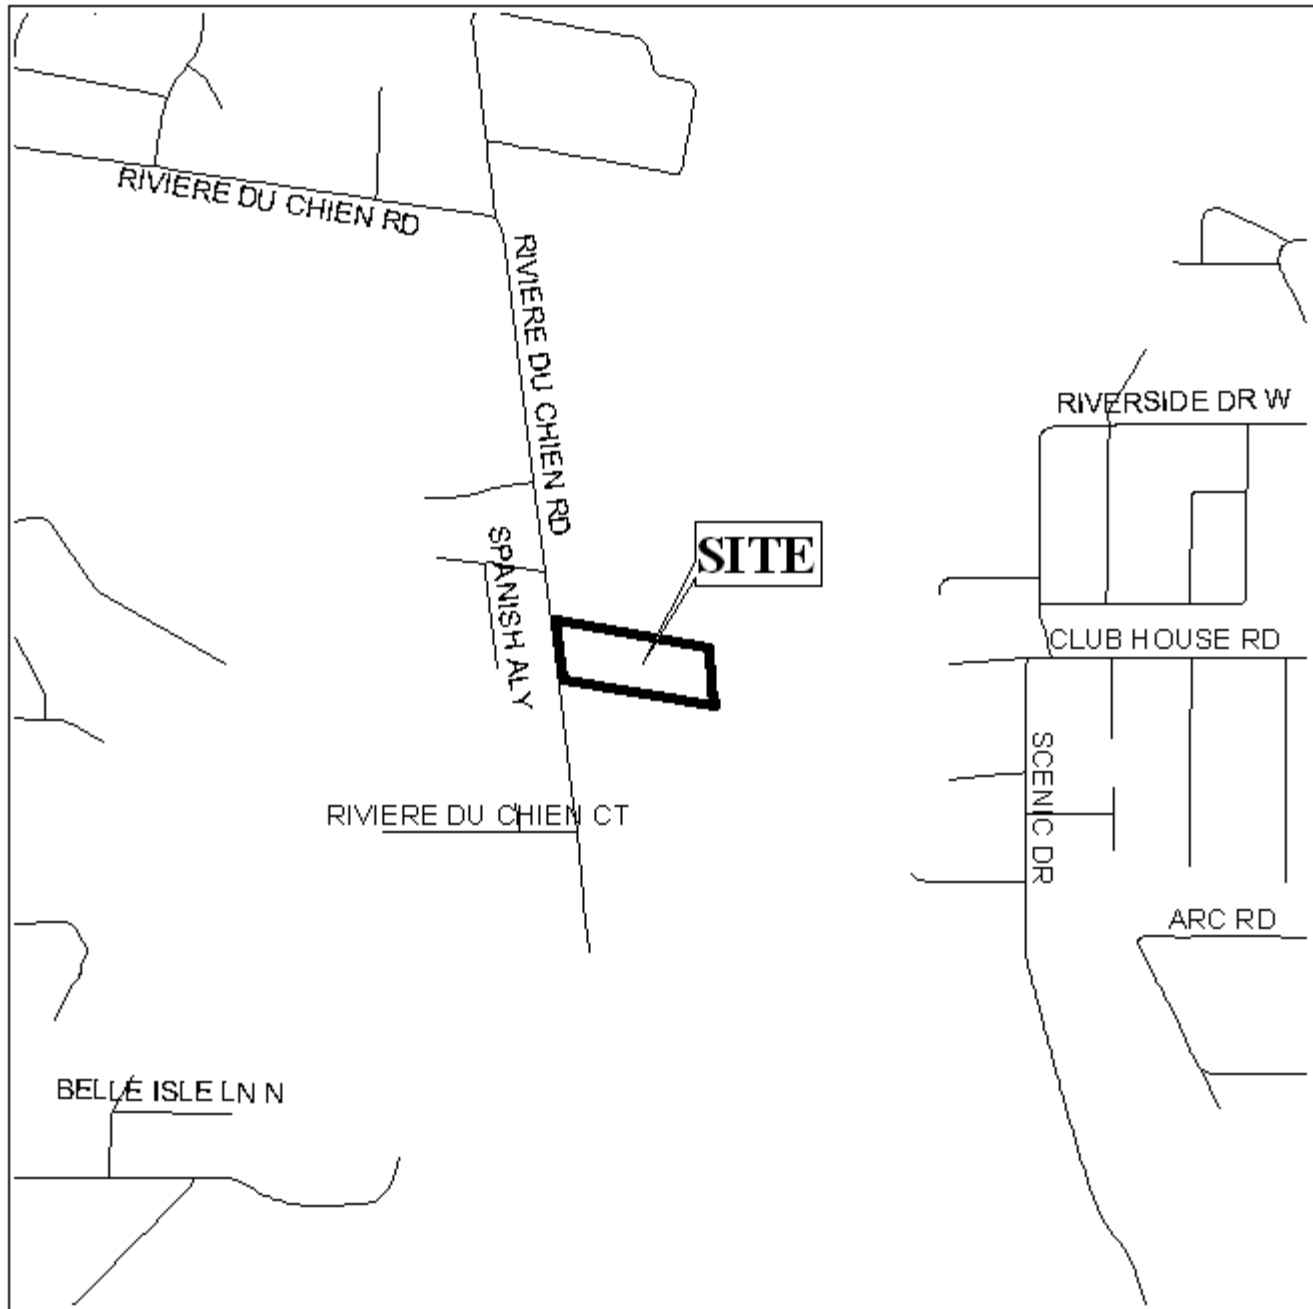 RIVIERE DU CHIEN RD
RIVIERE DU CHIEN RD
RIVERSIDE DR W
SPANISH ALY
SITE
CLUB HOUSE RD
SCENIC DR
RIVIERE DU CHIEN CT
ARC RD
BELLE ISLE LN N